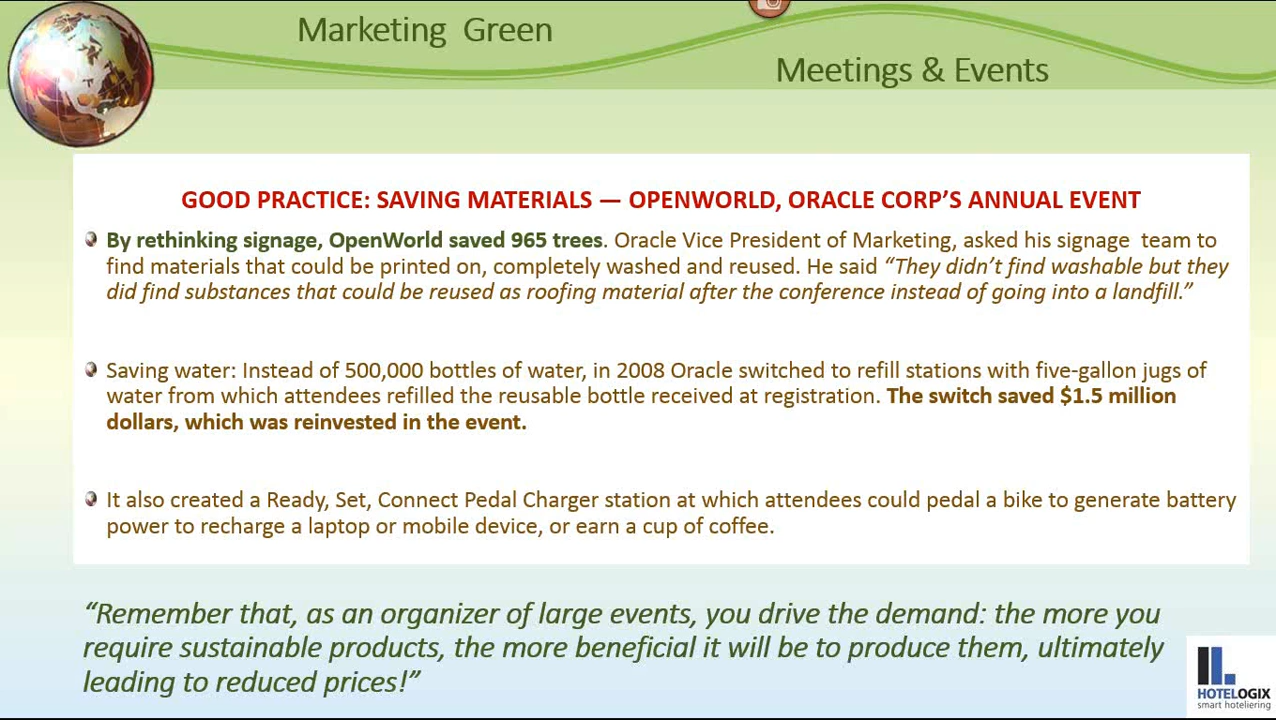 Marketing Green
Meetings & Events
GOOD PRACTICE: SAVING MATERIALS — OPENWORLD, ORACLE CORP'S ANNUAL EVENT
By rethinking signage, OpenWorld saved 965 trees. Oracle Vice President of Marketing, asked his signage team to
find materials that could be printed on, completely washed and reused. He said “They didn't find washable but they
did find substances that could be reused as roofing material after the conference instead of going into a landfill.”
Saving water: Instead of 500,000 bottles of water, in 2008 Oracle switched to refill stations with five-gallon jugs of
water from which attendees refilled the reusable bottle received at registration. The switch saved $1.5 million
dollars, which was reinvested in the event.
It also created a Ready, Set, Connect Pedal Charger station at which attendees could pedal a bike to generate battery
power to recharge a laptop or mobile device, or earn a cup of coffee.
“Remember that, as an organizer of large events, you drive the demand: the more you
require sustainable products, the more beneficial it will be to produce them, ultimately
leading to reduced prices!”
HOTELOGIX
smart hoteliering